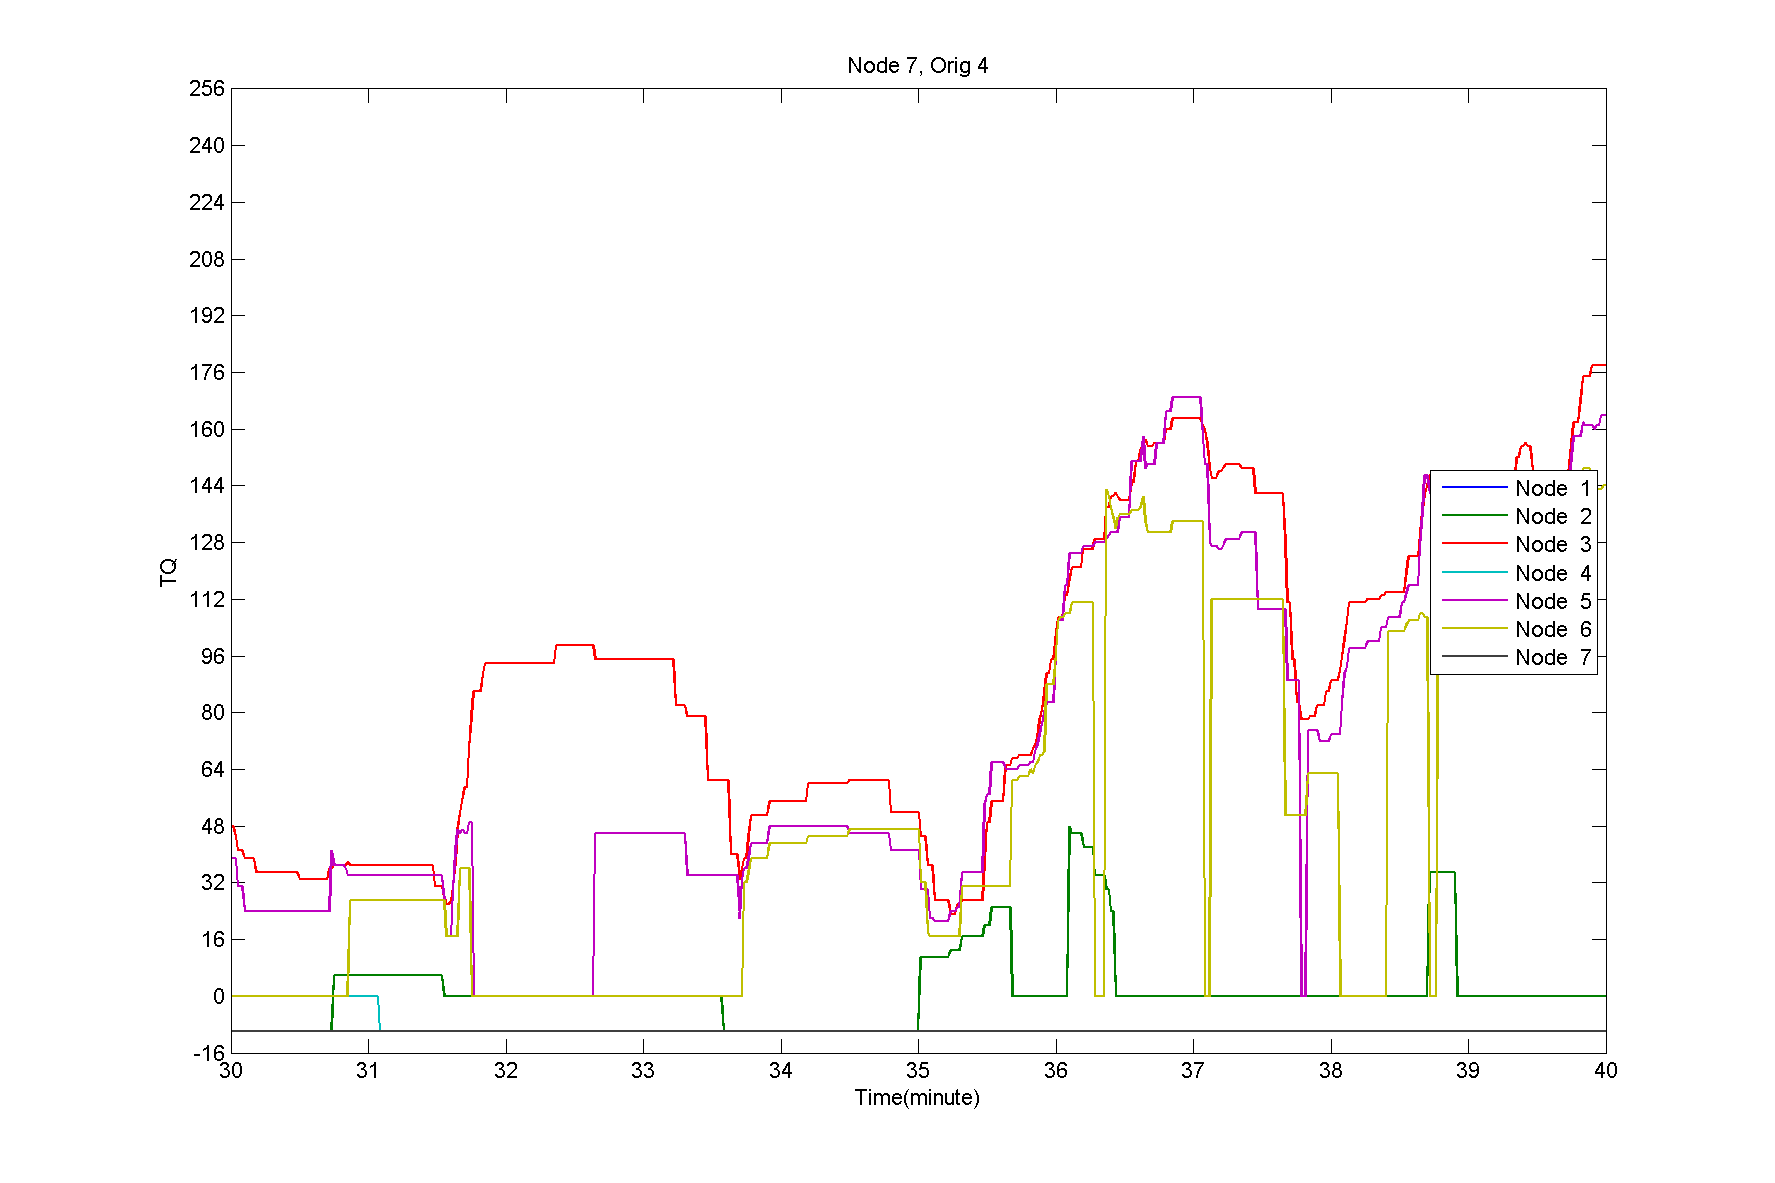 Node 7, Orig 4
256
240
224
208
192
176
160
144
128
112
96
80
64
48
32
16
0
-16
TQ
Node 1
Node 2
Node 3
Node 4
Node 5
Node 6
Node 7
30 31 32 33 34 35 36 37 38 39 40
Time(minute)